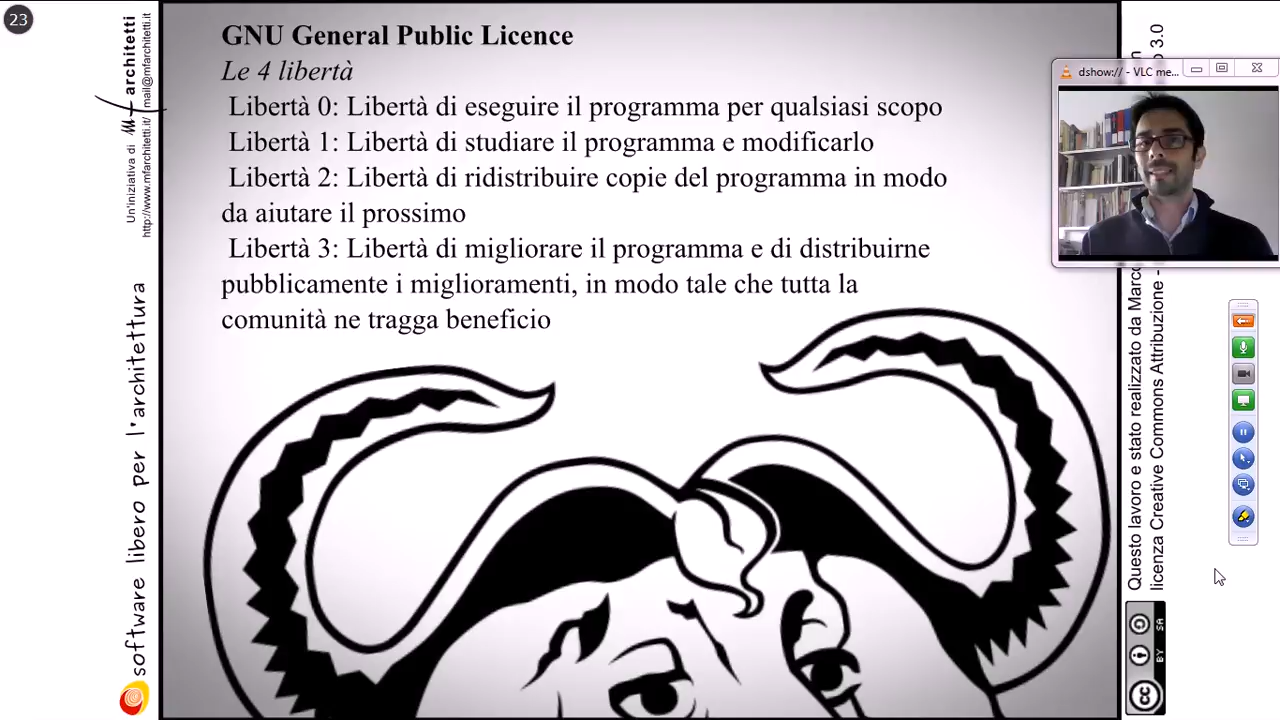 23
GNU General Public Licence
Le 4 libertà
Libertà 0: Libertà di eseguire il programma per qualsiasi scopo
Libertà 1: Libertà di studiare il programma e modificarlo
Libertà 2: Libertà di ridistribuire copie del programma in modo
da aiutare il prossimo
Libertà 3: Libertà di migliorare il programma e di distribuirne
pubblicamente i miglioramenti, in modo tale che tutta la
comunità ne tragga beneficio
software libero per l'architettura
Un'iniziativa di
architetti
http://www.mfarchitetti.it/ mail@mfarchitetti.it
dshow:// - VLC me...
Questo lavoro e stato realizzato da Marco
licenza Creative Commons Attribuzione -
3.0
cc
BY SA